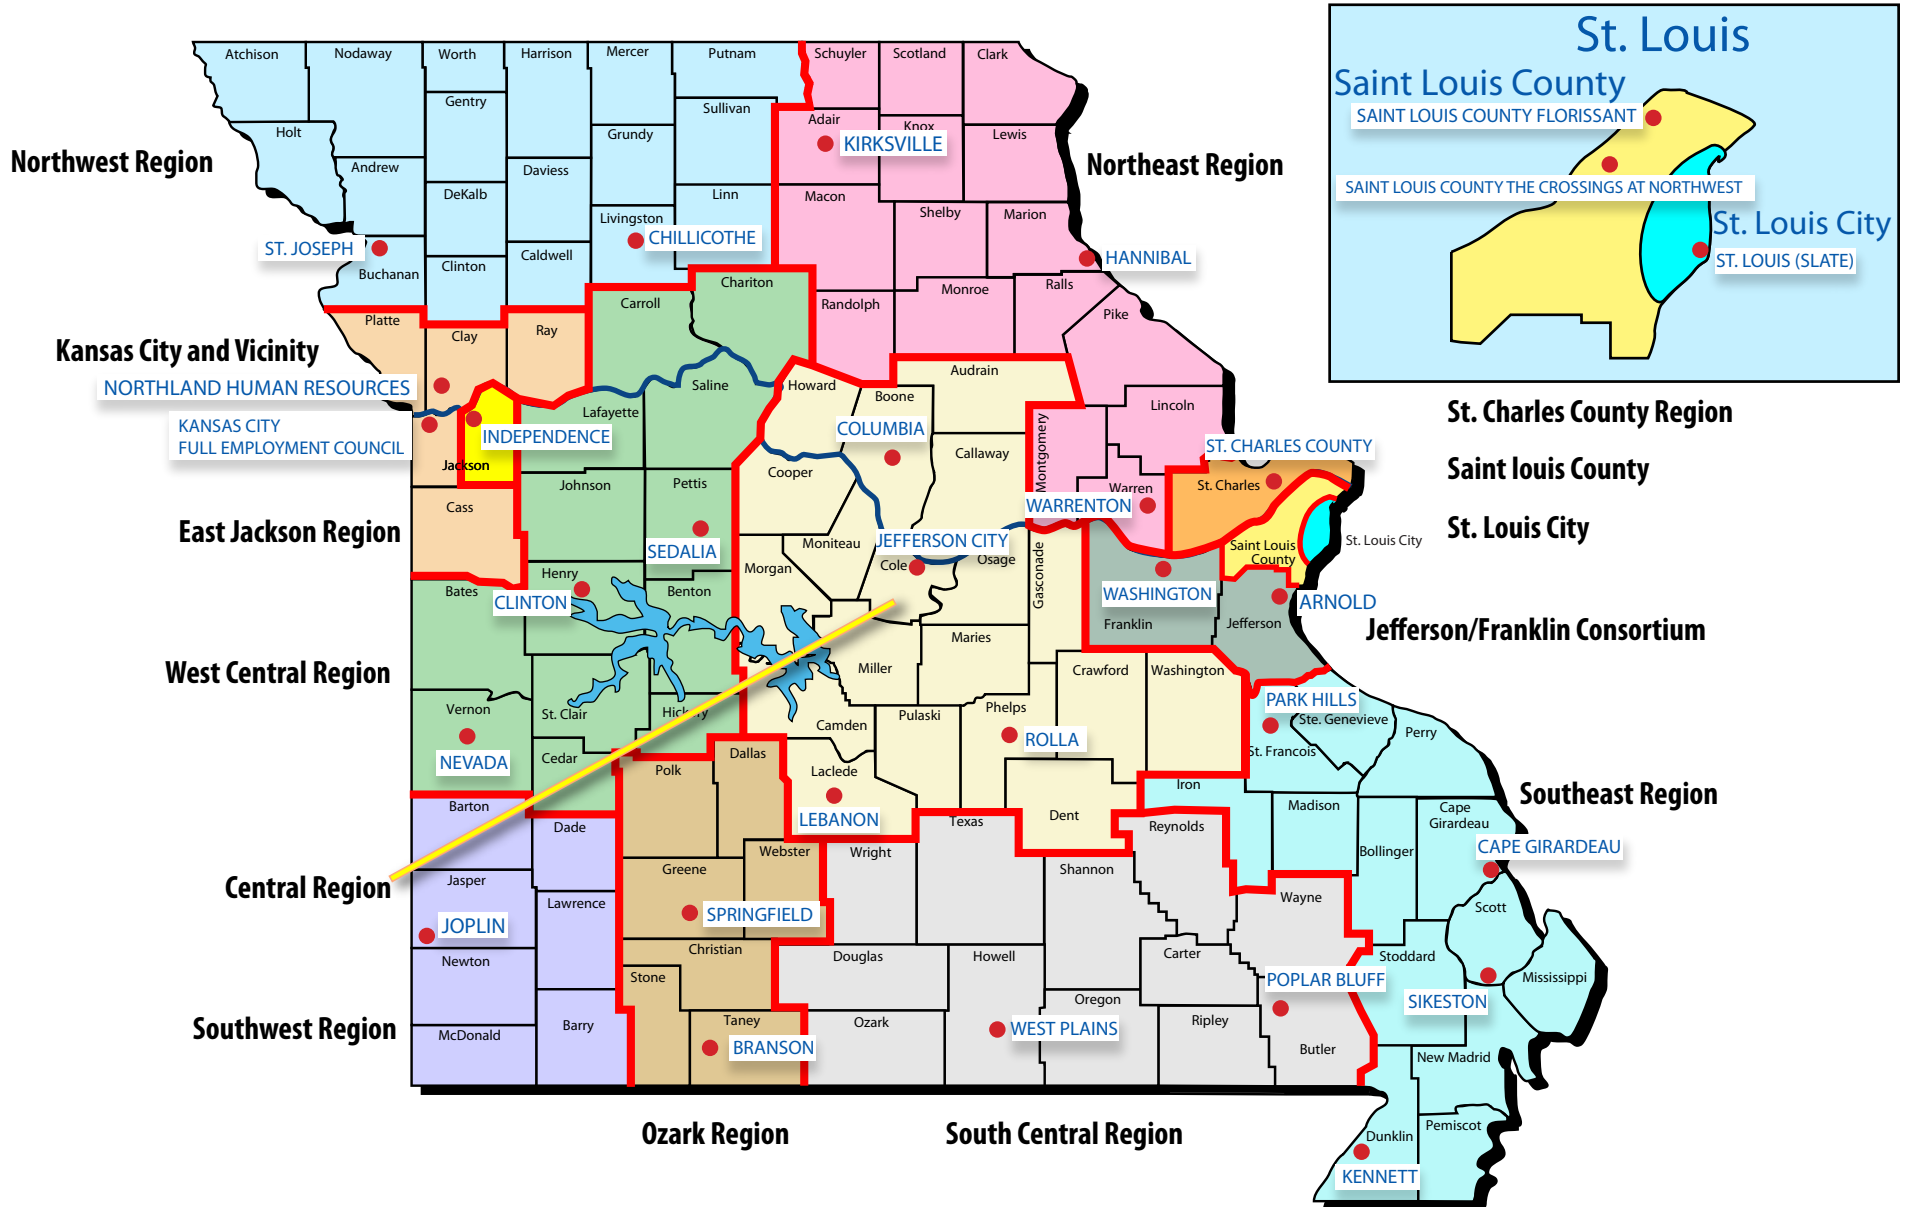 St. Louis
Saint Louis County
SAINT LOUIS COUNTY FLORISSANT
SAINT LOUIS COUNTY THE CROSSINGS AT NORTHWEST
St. Louis City
ST. LOUIS (SLATE)
Atchison
Nodaway
Worth
Harrison
Mercer
Putnam
Schuyler
Scotland
Clark
Gentry
Sullivan
Holt
Grundy
Adair
Knox
Lewis
KIRKSVILLE
Northwest Region
Andrew
Daviess
Northeast Region
DeKalb
Linn
Macon
Livingston
Shelby
Marion
ST. JOSEPH
CHILLICOTHE
HANNIBAL
Buchanan
Clinton
Caldwell
Chariton
Carroll
Randolph
Monroe
Ralls
Pike
Platte
Clay
Ray
Kansas City and Vicinity
NORTHLAND HUMAN RESOURCES
Saline
Howard
Audrain
Boone
Lafayette
Lincoln
St. Charles County Region
KANSAS CITY
FULL EMPLOYMENT COUNCIL
INDEPENDENCE
COLUMBIA
Montgomery
ST. CHARLES COUNTY
Jackson
Cooper
Callaway
Saint louis County
Johnson
Pettis
Warren
St. Charles
Cass
WARRENTON
East Jackson Region
SEDALIA
Moniteau
JEFFERSON CITY
St. Louis City
St. Louis City
Saint Louis
County
Morgan
Cole
Osage
Gasconade
Henry
Bates
Benton
CLINTON
WASHINGTON
ARNOLD
Franklin
Jefferson
Jefferson/Franklin Consortium
Maries
West Central Region
Miller
Crawford
Washington
Vernon
St. Clair
Hickory
Camden
Pulaski
Phelps
PARK HILLS
Ste. Genevieve
Perry
ROLLA
NEVADA
Cedar
Dallas
St. Francois
Polk
Laclede
Iron
Southeast Region
Barton
LEBANON
Texas
Dent
Madison
Cape
Girardeau
Dade
Reynolds
CAPE GIRARDEAU
Webster
Wright
Bollinger
Greene
Shannon
Jasper
Central Region
Lawrence
Wayne
Scott
JOPLIN
SPRINGFIELD
Christian
Douglas
Howell
Carter
Stoddard
Newton
Stone
Mississippi
POPLAR BLUFF
Oregon
SIKESTON
Southwest Region
McDonald
Barry
Taney
Ozark
WEST PLAINS
Ripley
BRANSON
Butler
New Madrid
Ozark Region
South Central Region
Dunklin
Pemiscot
KENNETT